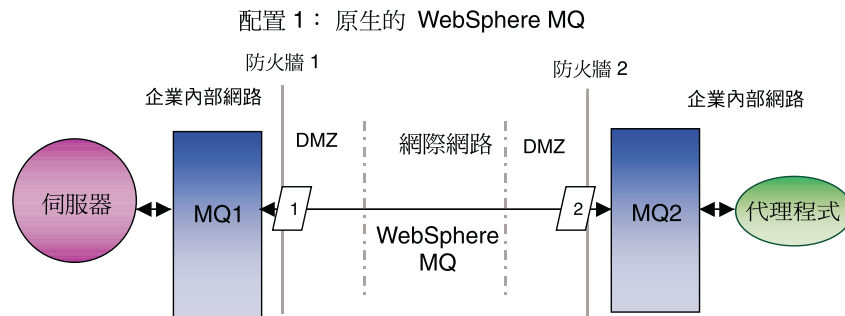 配置 1： 原生的 WebSphere MQ
防火牆 1
防火牆 2
企業內部網路
企業內部網路
DMZ
網際網路
DMZ
伺服器
MQ1
1
2
MQ2
代理程式
WebSphere
MQ